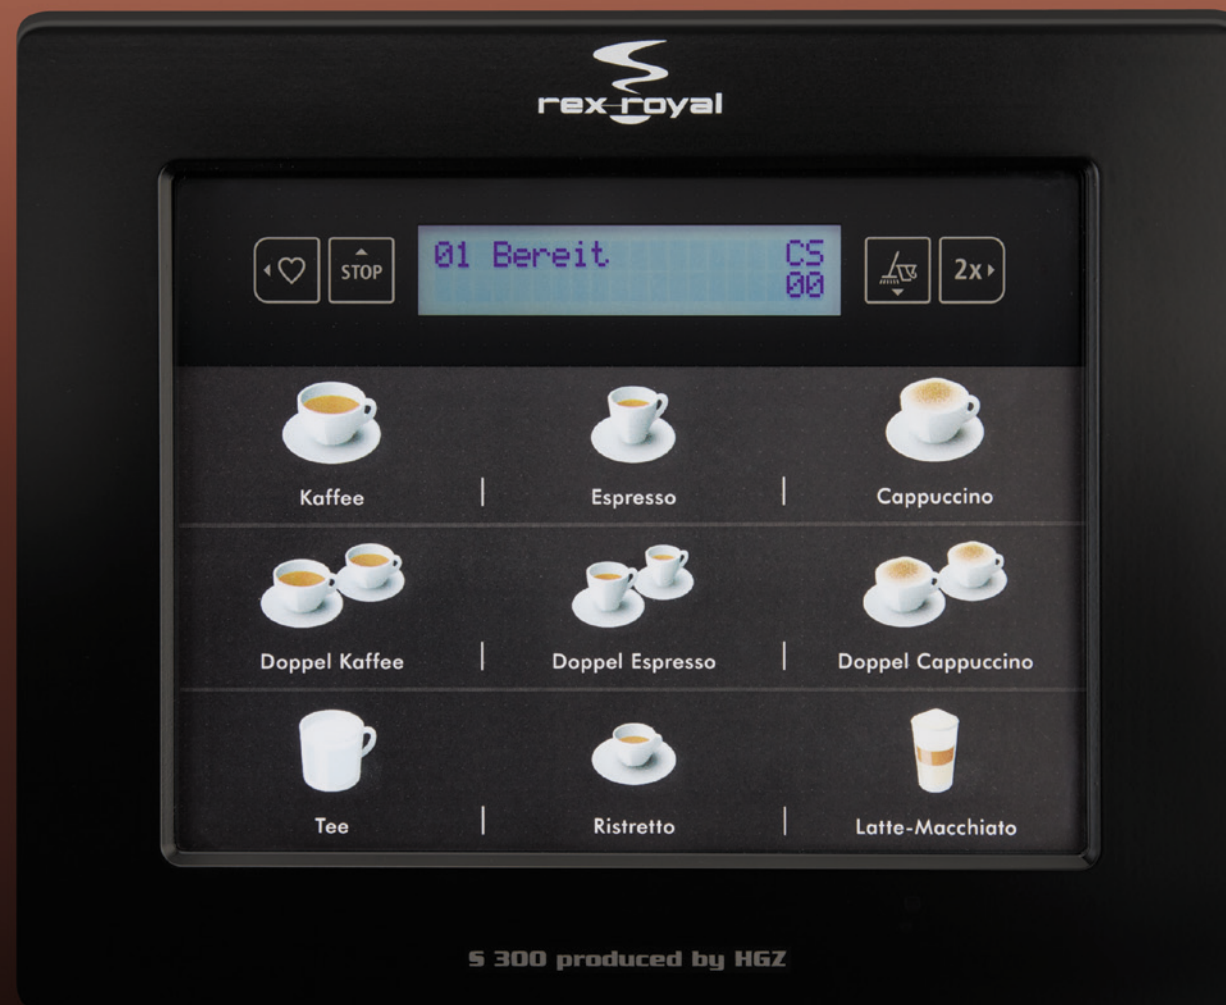 rex-royal
STOP
01 Bereit CS
00
2x
Kaffee
Espresso
Cappuccino
Doppel Kaffee
Doppel Espresso
Doppel Cappuccino
Tee
Ristretto
Latte-Macchiato
S 300 produced by HGZ